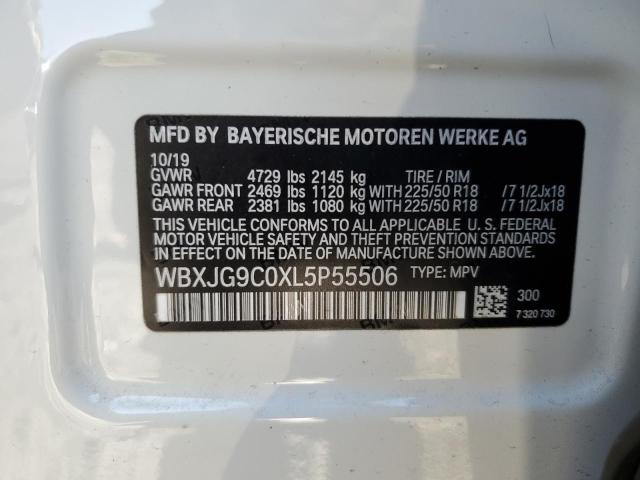 MFD BY BAYERISCHE MOTOREN WERKE AG
10/19
GVWR 4729 lbs 2145 kg TIRE / RIM
GAWR FRONT 2469 lbs 1120 kg WITH 225/50 R18 / 7 1/2Jx18
GAWR REAR 2381 lbs 1080 kg WITH 225/50 R18 / 7 1/2Jx18
THIS VEHICLE CONFORMS TO ALL APPLICABLE U. S. FEDERAL
MOTOR VEHICLE SAFETY AND THEFT PREVENTION STANDARDS
IN EFFECT ON THE DATE OF MANUFACTURE SHOWN ABOVE.
WBXJG9C0XL5P55506 TYPE: MPV
300
7 320 730